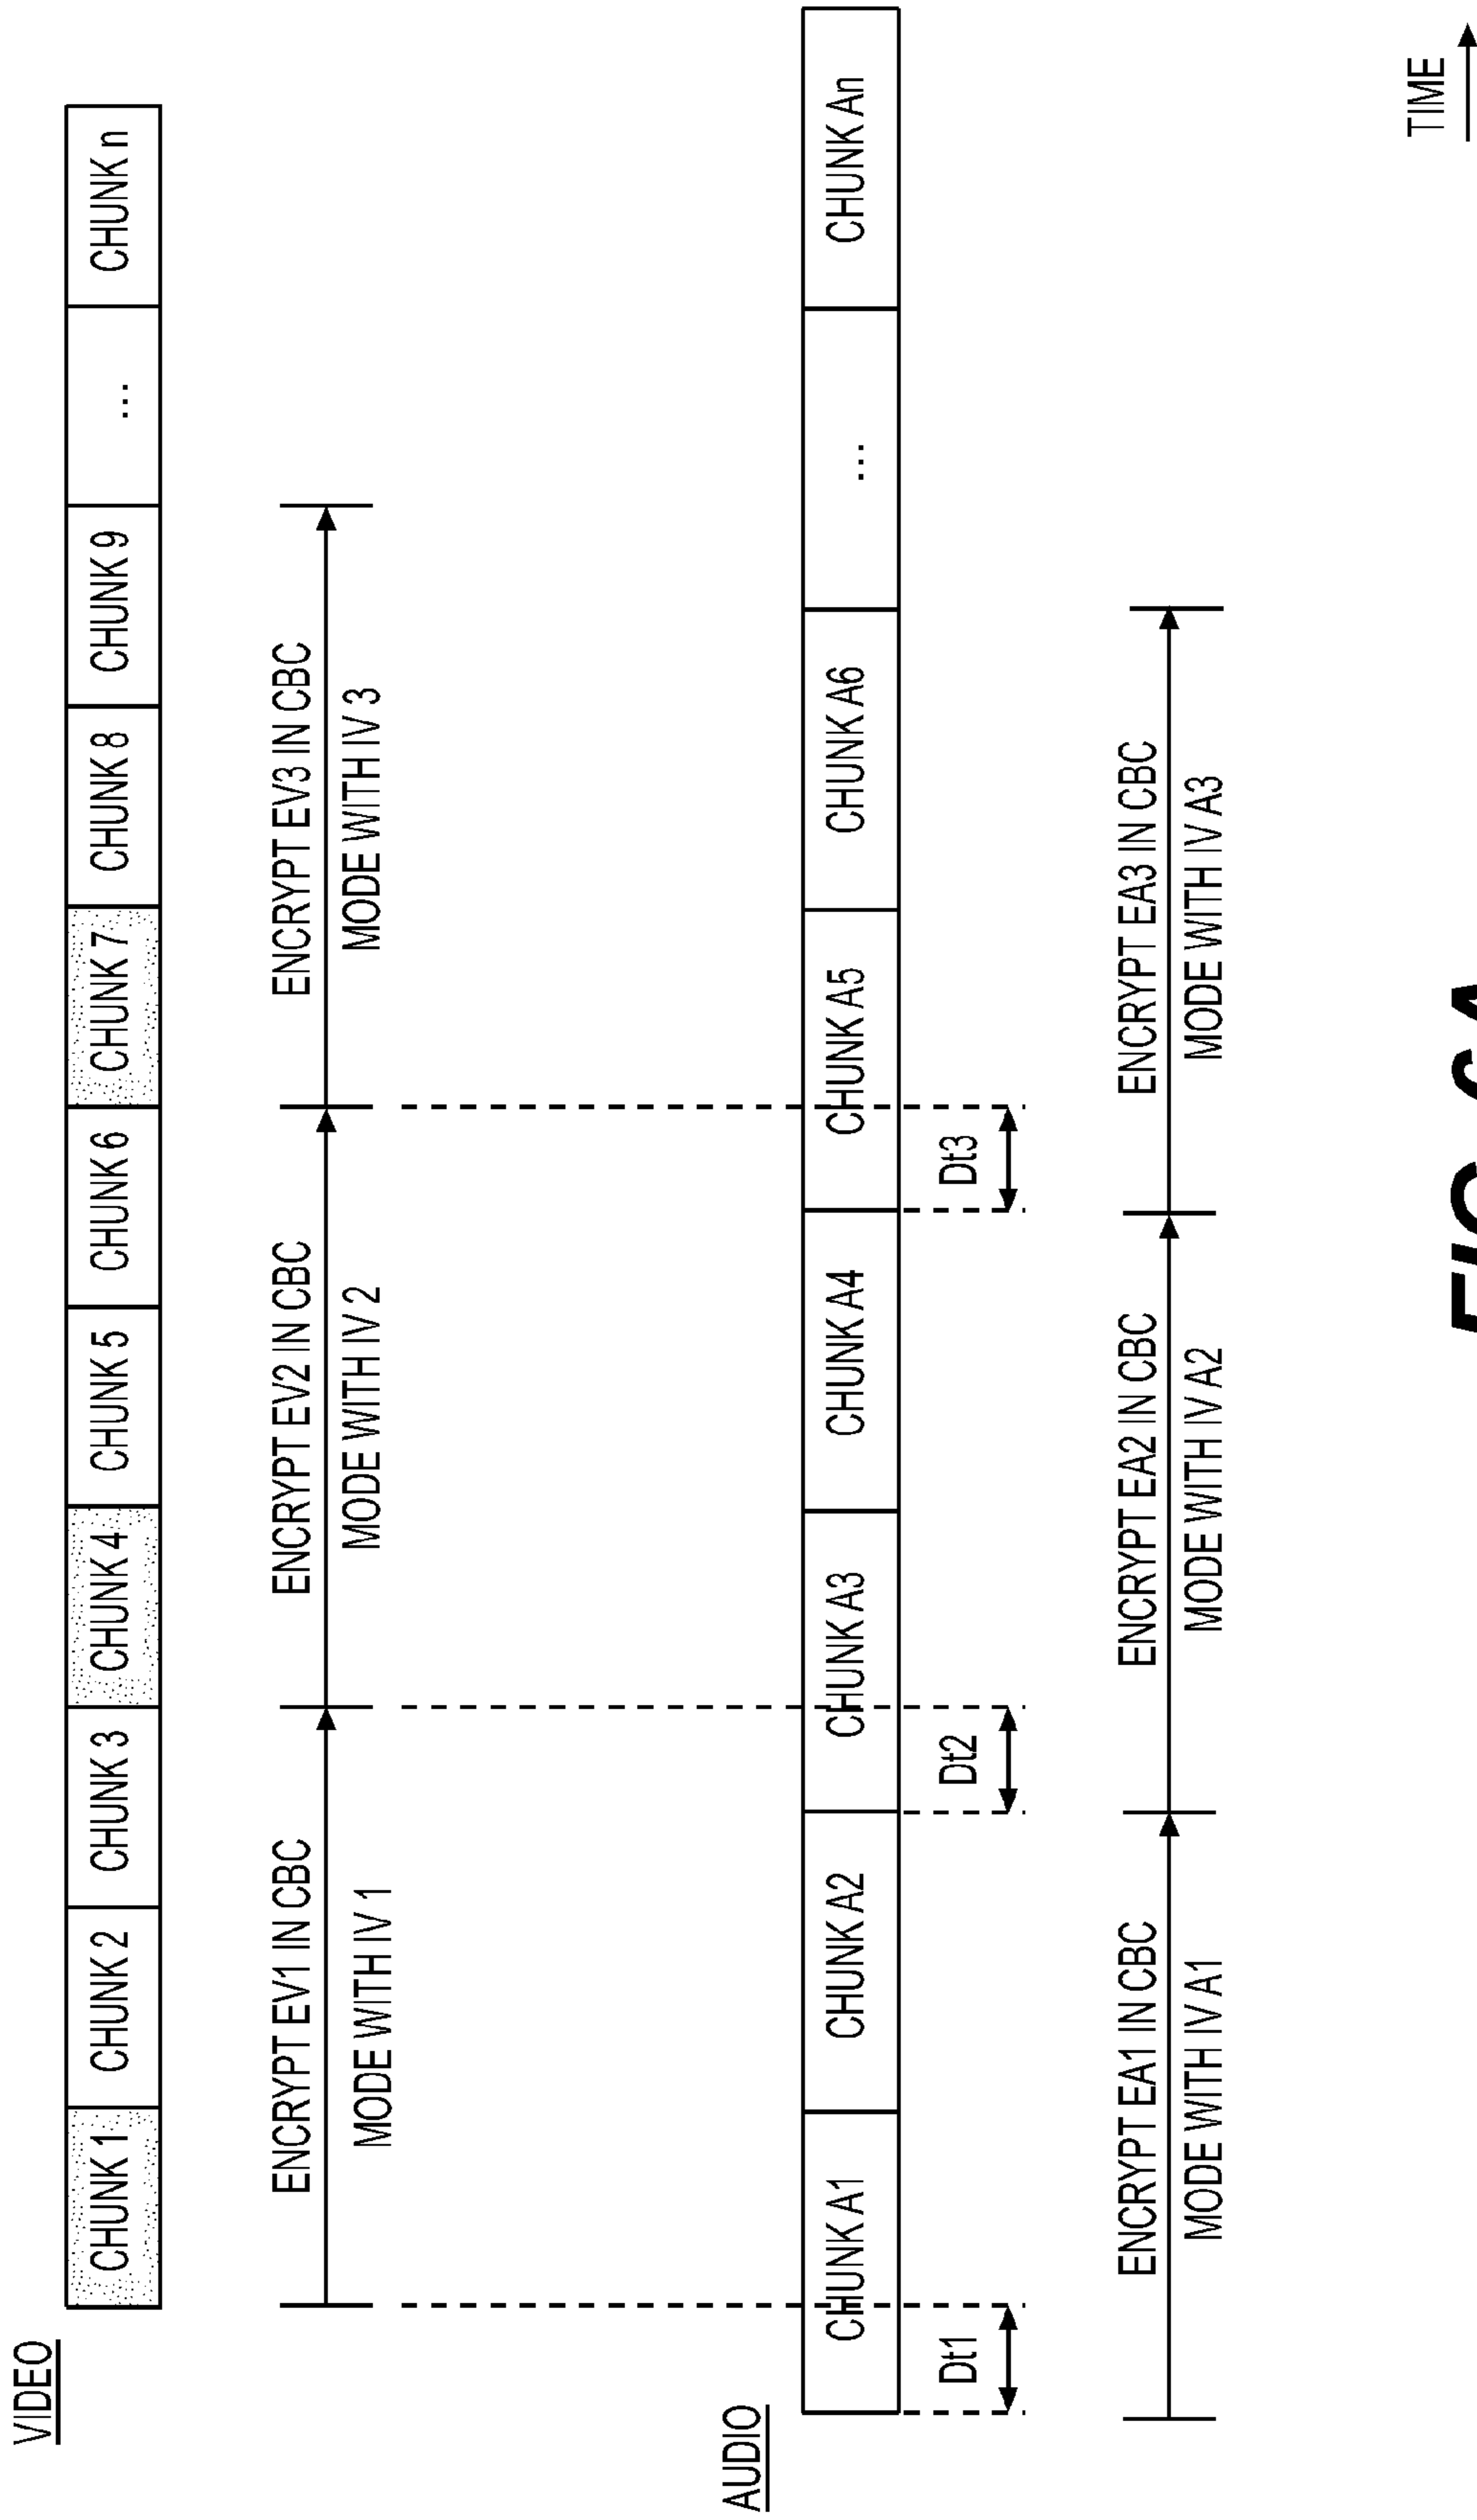 VIDEO
CHUNK 1
CHUNK 2
CHUNK 3
CHUNK 4
CHUNK 5
CHUNK 6
CHUNK 7
CHUNK 8
CHUNK 9
...
CHUNK n
ENCRYPT EV1 IN CBC
MODE WITH IV 1
ENCRYPT EV2 IN CBC
MODE WITH IV 2
ENCRYPT EV3 IN CBC
MODE WITH IV 3
AUDIO
CHUNK A1
CHUNK A2
CHUNK A3
CHUNK A4
CHUNK A5
CHUNK A6
...
CHUNK An
Dt1
Dt2
Dt3
ENCRYPT EA1 IN CBC
MODE WITH IV A1
ENCRYPT EA2 IN CBC
MODE WITH IV A2
ENCRYPT EA3 IN CBC
MODE WITH IV A3
TIME